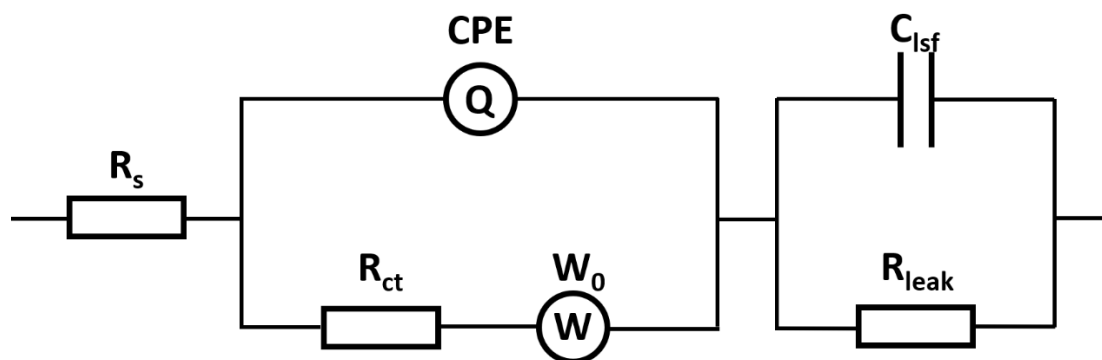 CPE
Q
C_lsf
R_s
R_ct
W_0
W
R_leak